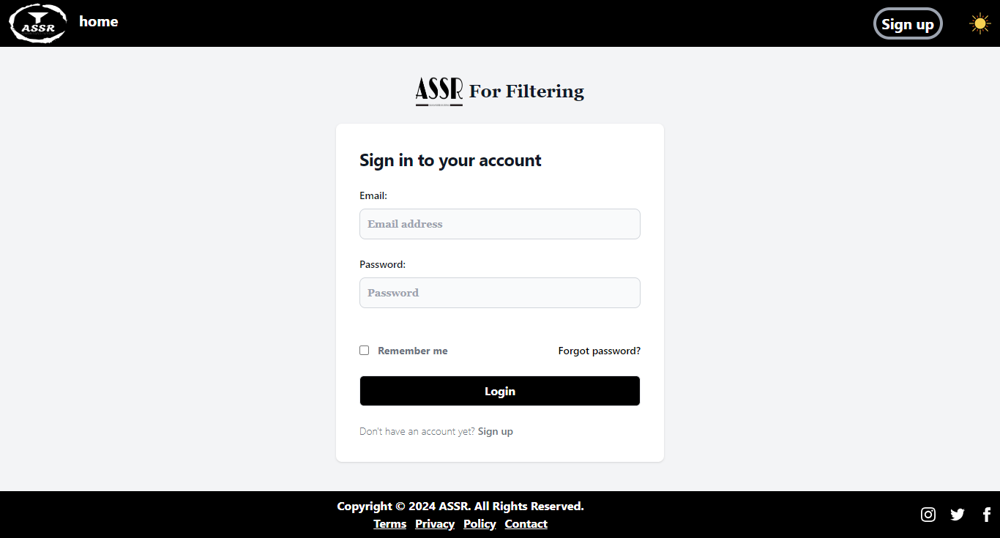 ASSR
home
Sign up
ASSR For Filtering
Sign in to your account
Email:
Email address
Password:
Password
Remember me
Forgot password?
Login
Don't have an account yet? Sign up
Copyright © 2024 ASSR. All Rights Reserved.
Terms Privacy Policy Contact